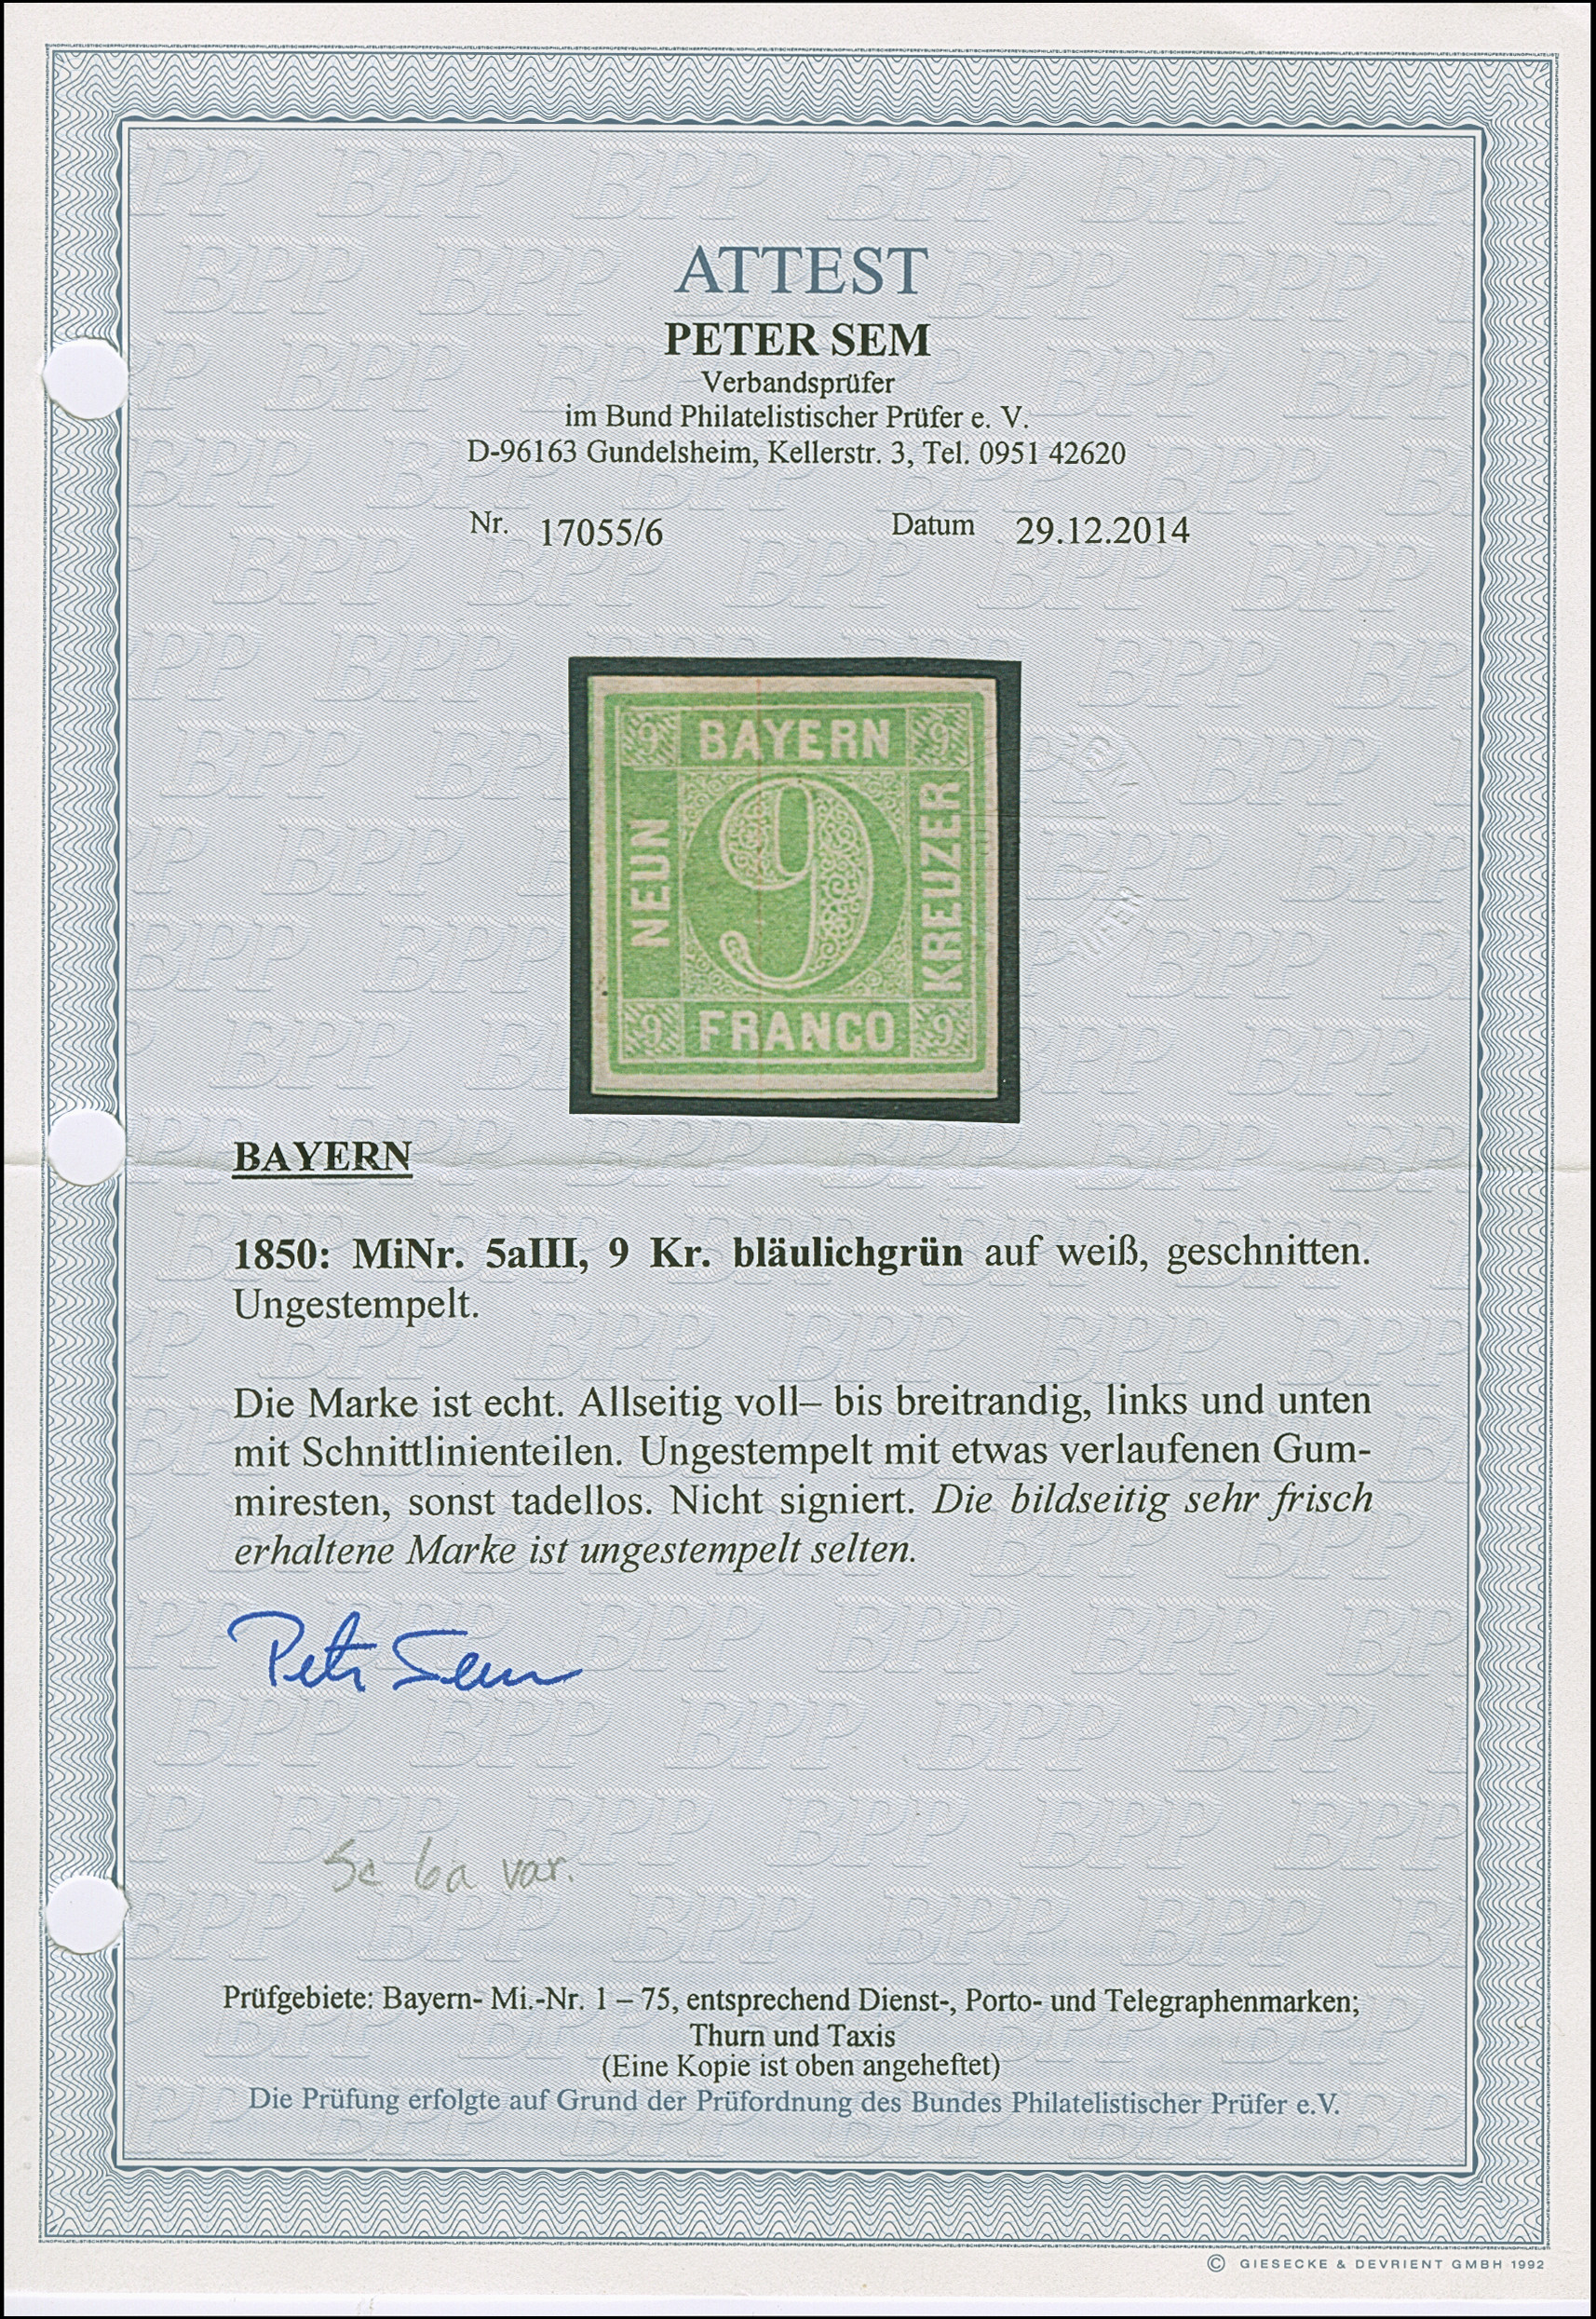 ATTEST
PETER SEM
Verbandsprüfer
im Bund Philatelistischer Prüfer e. V.
D-96163 Gundelsheim, Kellerstr. 3, Tel. 0951 42620
Nr. 17055/6 Datum 29.12.2014
9 BAYERN 9
NEUN 9 KREUZER
9 FRANCO 9
BAYERN
1850: MiNr. 5aIII, 9 Kr. bläulichgrün auf weiß, geschnitten.
Ungestempelt.
Die Marke ist echt. Allseitig voll– bis breitrandig, links und unten
mit Schnittlinienteilen. Ungestempelt mit etwas verlaufenen Gum-
miresten, sonst tadellos. Nicht signiert. Die bildseitig sehr frisch
erhaltene Marke ist ungestempelt selten.
Peter Sem
Sc 6a var.
Prüfgebiete: Bayern- Mi.-Nr. 1 – 75, entsprechend Dienst-, Porto- und Telegraphenmarken;
Thurn und Taxis
(Eine Kopie ist oben angeheftet)
Die Prüfung erfolgte auf Grund der Prüfordnung des Bundes Philatelistischer Prüfer e.V.
© GIESECKE & DEVRIENT GMBH 1992